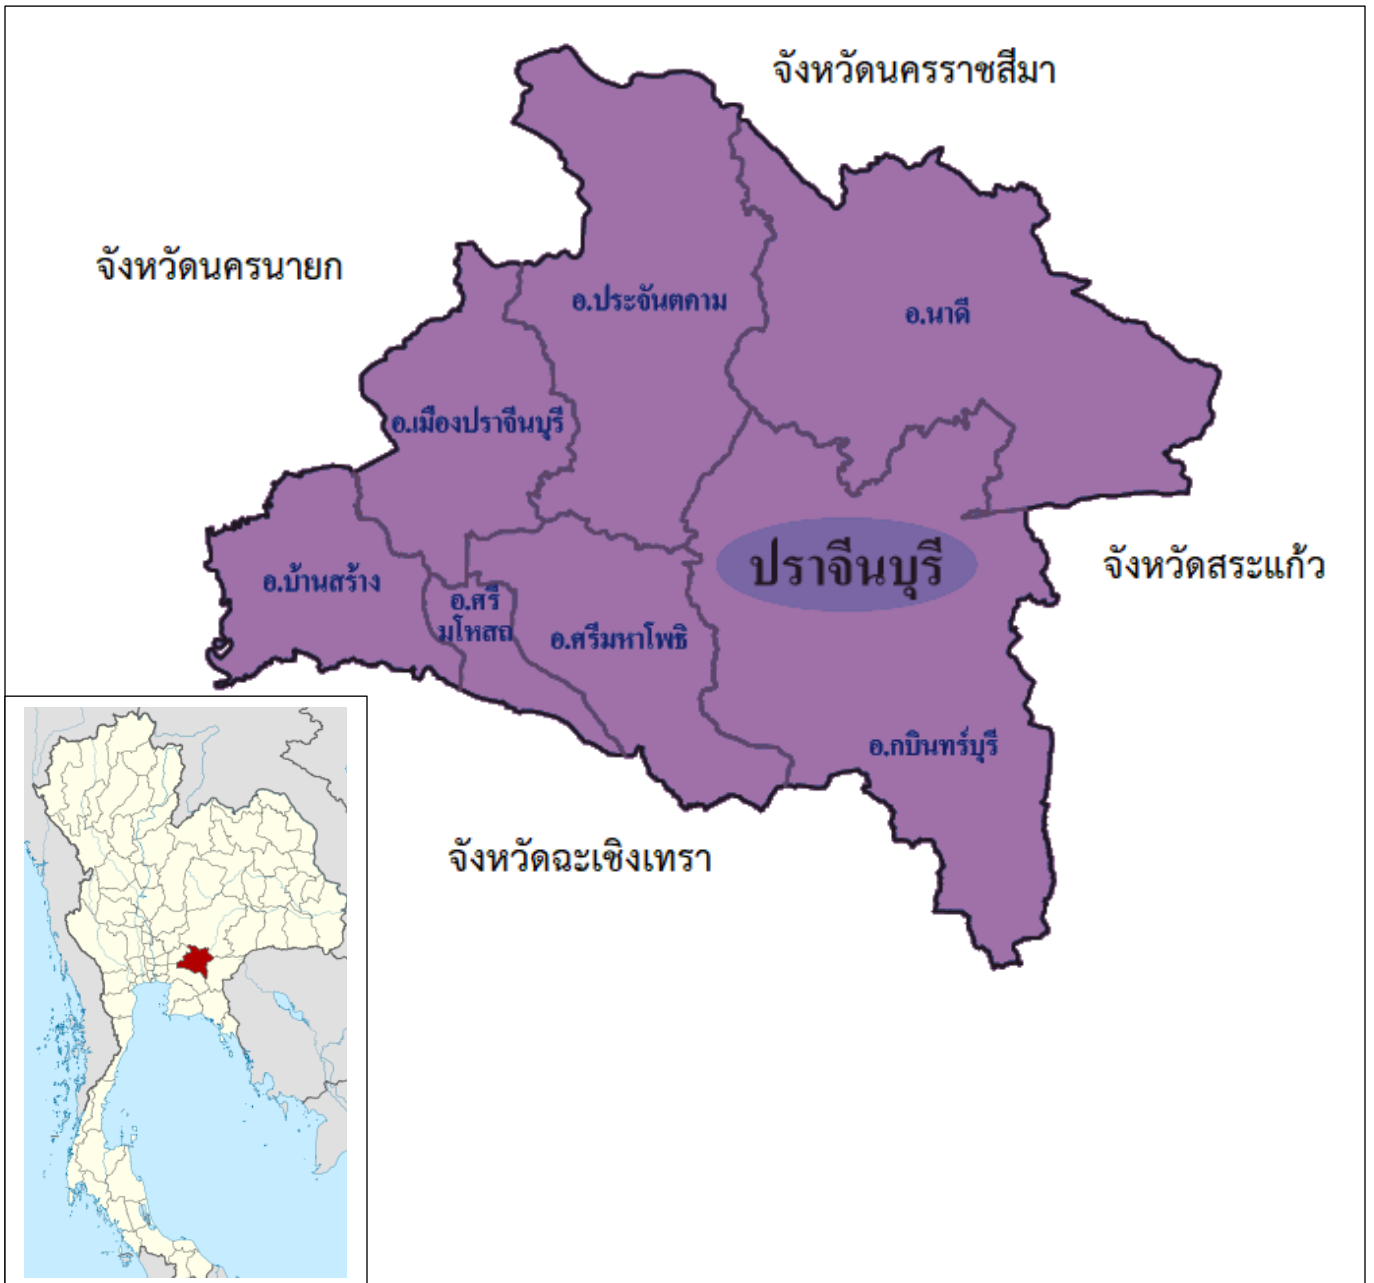 จังหวัดนครราชสีมา
จังหวัดนครนายก
อ.ประจันตคาม
อ.นาดี
อ.เมืองปราจีนบุรี
ปราจีนบุรี
จังหวัดสระแก้ว
อ.บ้านสร้าง
อ.ศรี
มโหสถ
อ.ศรีมหาโพธิ
อ.กบินทร์บุรี
จังหวัดฉะเชิงเทรา